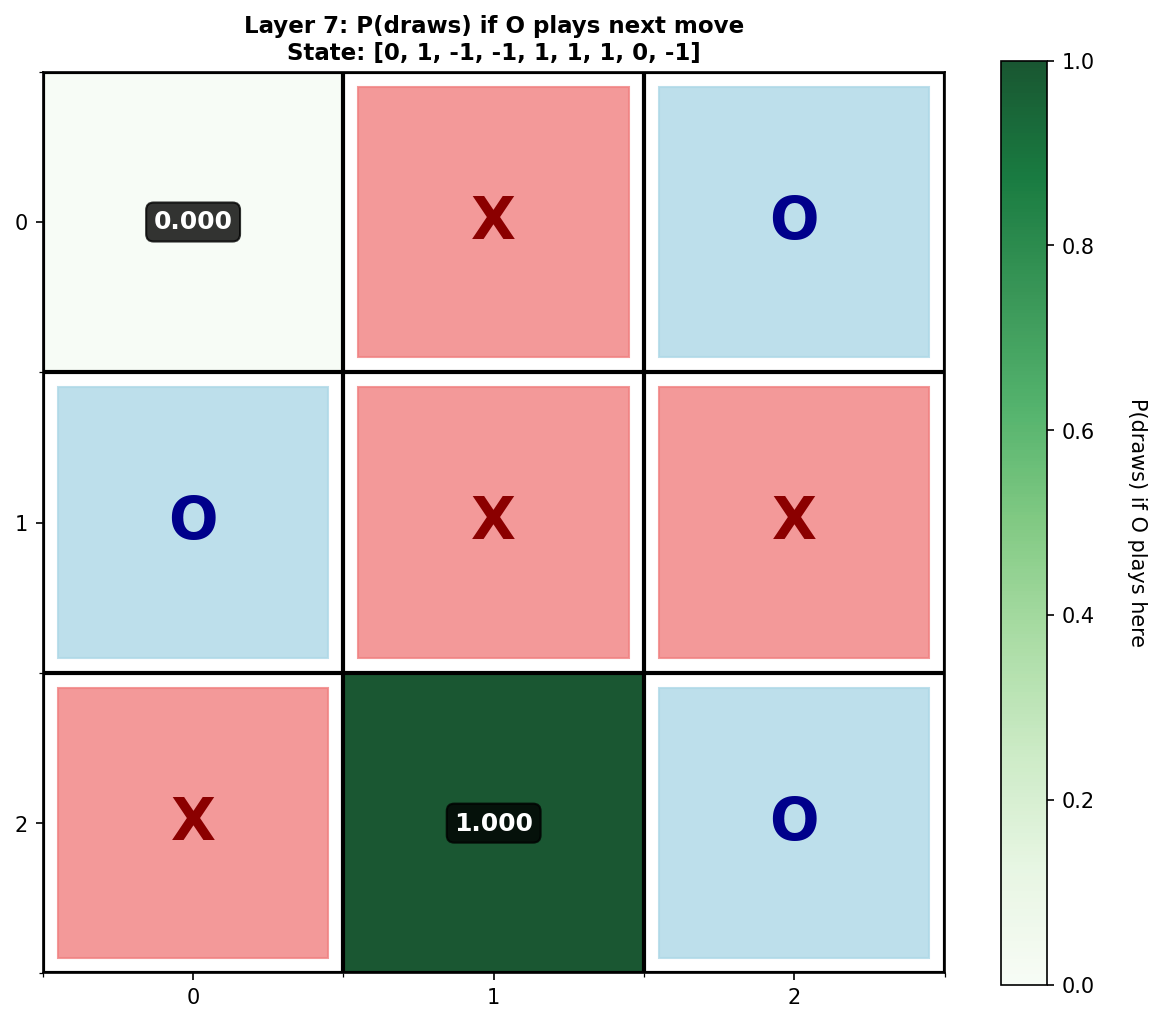 Layer 7: P(draws) if O plays next move
State: [0, 1, -1, -1, 1, 1, 1, 0, -1]
0
0.000
X
O
1
O
X
X
2
X
1.000
O
0
1
2
1.0
0.8
0.6
0.4
0.2
0.0
P(draws) if O plays here